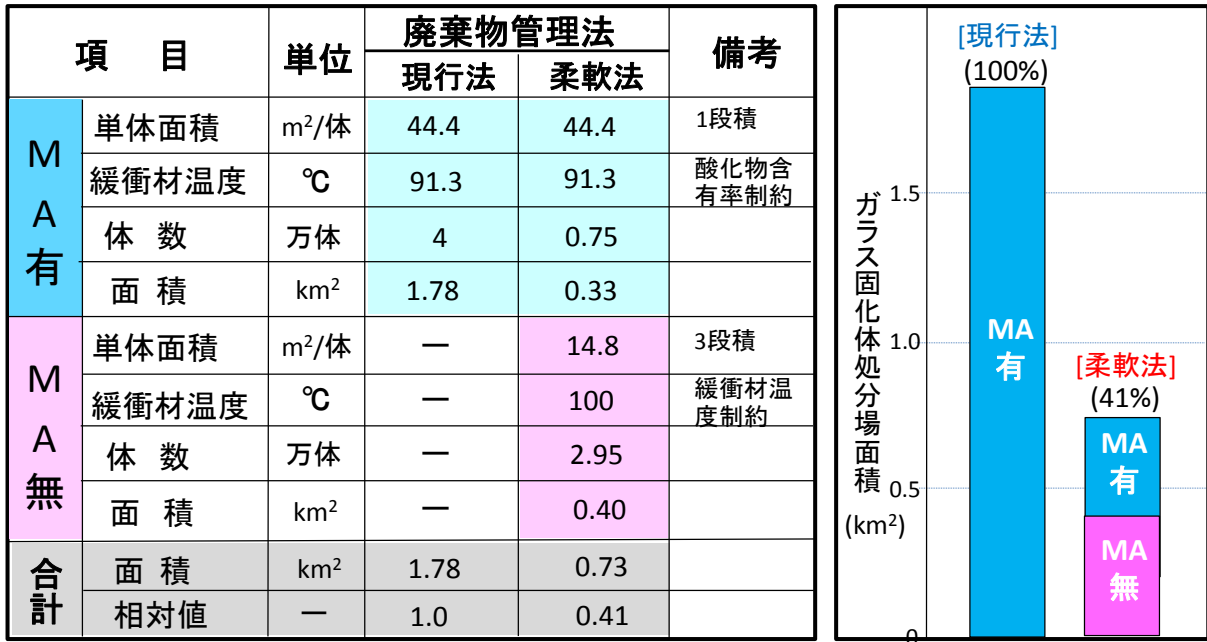 項 目 単位 廃棄物管理法 備考
現行法 柔軟法
MA有
単体面積 m²/体 44.4 44.4 1段積
緩衝材温度 ℃ 91.3 91.3 酸化物含
有率制約
体 数 万体 4 0.75
面 積 km² 1.78 0.33
MA無
単体面積 m²/体 ー 14.8 3段積
緩衝材温度 ℃ ー 100 緩衝材温
度制約
体 数 万体 ー 2.95
面 積 km² ー 0.40
合計
面 積 km² 1.78 0.73
相対値 ー 1.0 0.41
ガラス固化体処分場面積
(km²)
1.5
1.0
0.5
0
[現行法]
(100%)
MA
有
[柔軟法]
(41%)
MA
有
MA
無